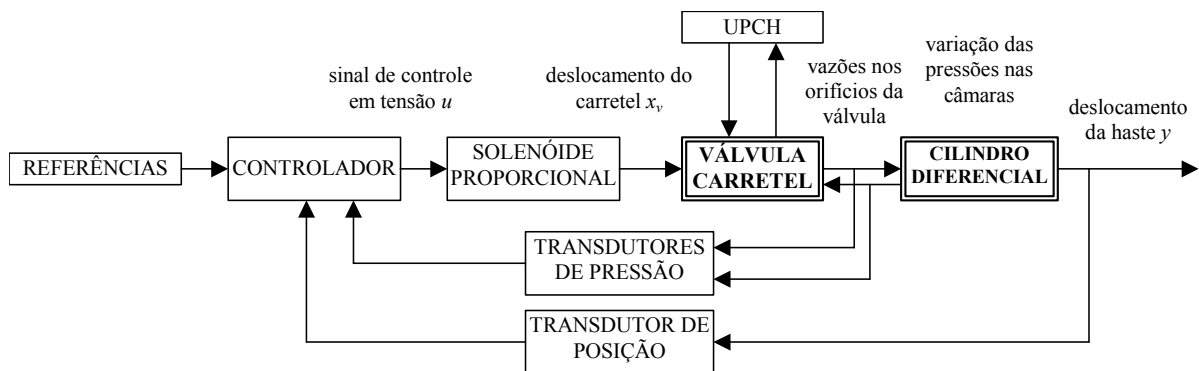 UPCH
variação das
pressões nas
câmaras
vazões nos
orifícios da
válvula
sinal de controle
em tensão u
deslocamento do
carretel xᵥ
deslocamento
da haste y
REFERÊNCIAS
CONTROLADOR
SOLENÓIDE
PROPORCIONAL
VÁLVULA
CARRETEL
CILINDRO
DIFERENCIAL
TRANSDUTORES
DE PRESSÃO
TRANSDUTOR DE
POSIÇÃO